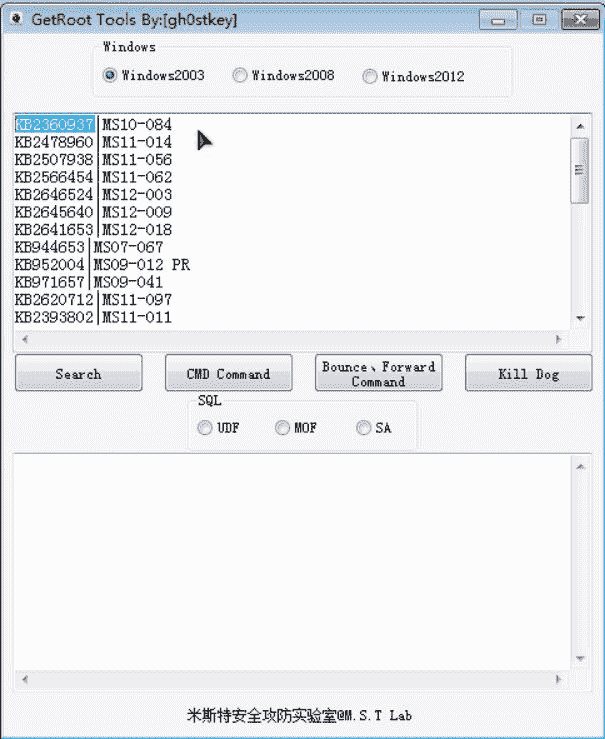 GetRoot Tools By:[gh0stkey]
Windows
Windows2003 Windows2008 Windows2012
KB2360937|MS10-084
KB2478960|MS11-014
KB2507938|MS11-056
KB2566454|MS11-062
KB2646524|MS12-003
KB2645640|MS12-009
KB2641653|MS12-018
KB944653|MS07-067
KB952004|MS09-012 PR
KB971657|MS09-041
KB2620712|MS11-097
KB2393802|MS11-011
Search
CMD Command
Bounce、Forward
Command
Kill Dog
SQL
UDF MOF SA
米斯特安全攻防实验室@M.S.T Lab